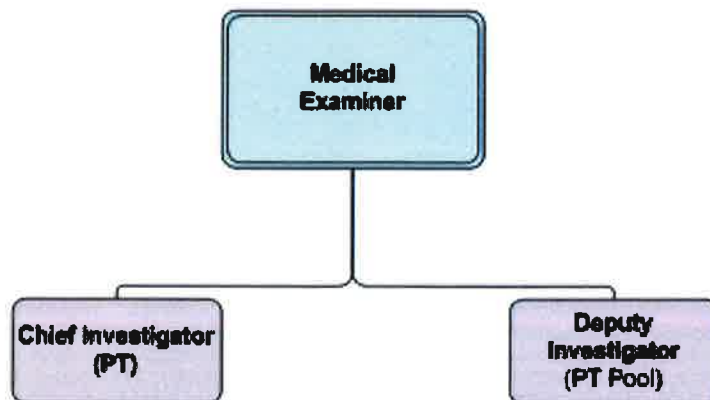 Medical
Examiner
Chief Investigator
(PT)
Deputy
Investigator
(PT Pool)